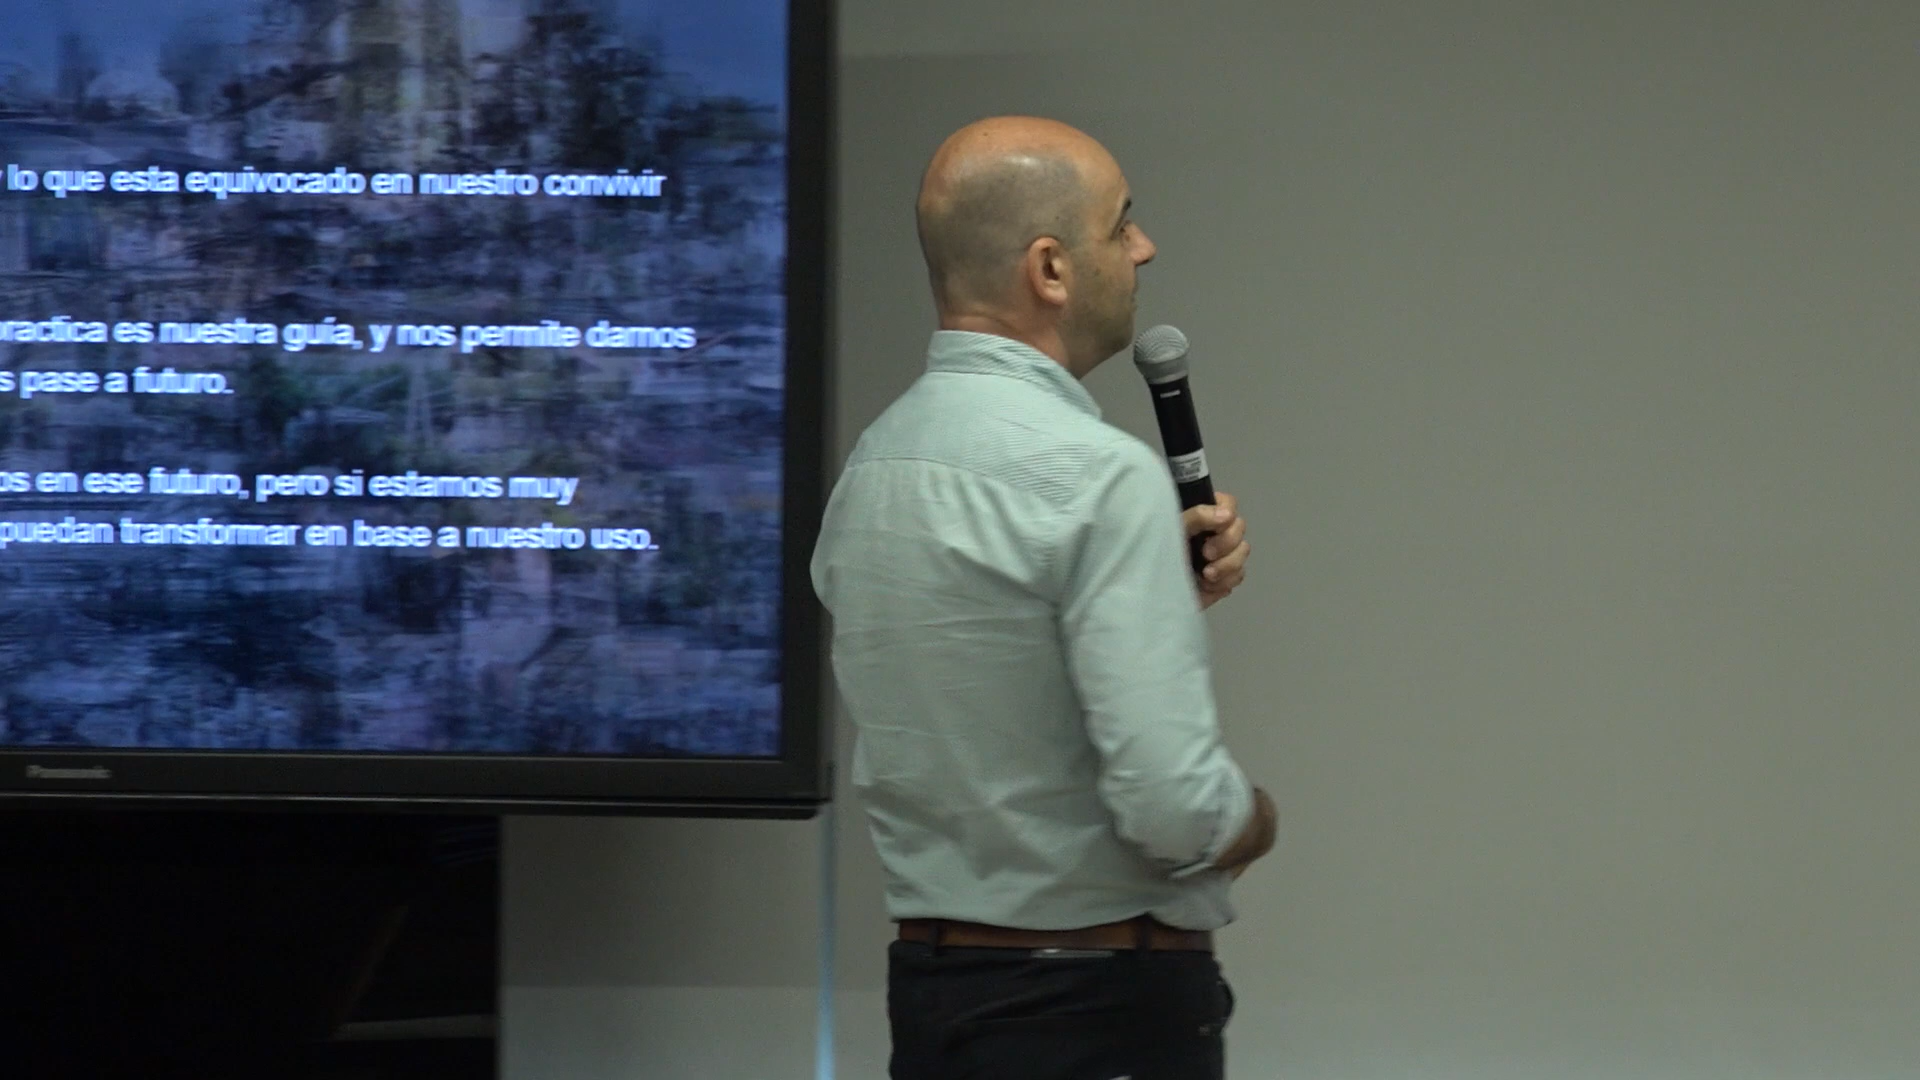 lo que esta equivocado en nuestro convivir
practica es nuestra guía, y nos permite darnos
s pase a futuro.
os en ese futuro, pero si estamos muy
puedan transformar en base a nuestro uso.
Panasonic